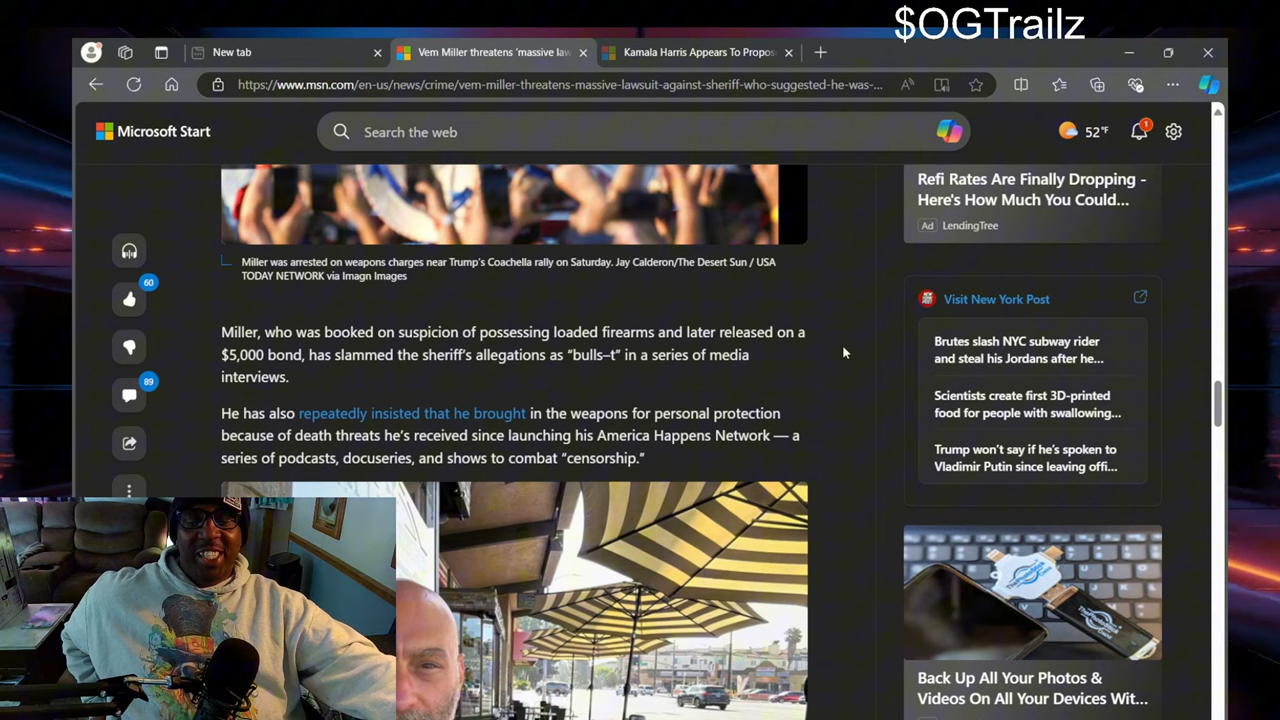 $OGTrailz
New tab
Vem Miller threatens 'massive law
Kamala Harris Appears To Propos
https://www.msn.com/en-us/news/crime/vem-miller-threatens-massive-lawsuit-against-sheriff-who-suggested-he-was-...
Microsoft Start
Search the web
52°F
1
Refi Rates Are Finally Dropping -
Here's How Much You Could...
Ad LendingTree
60
89
Miller was arrested on weapons charges near Trump's Coachella rally on Saturday. Jay Calderon/The Desert Sun / USA
TODAY NETWORK via Imagn Images
Miller, who was booked on suspicion of possessing loaded firearms and later released on a
$5,000 bond, has slammed the sheriff's allegations as "bulls–t" in a series of media
interviews.
He has also repeatedly insisted that he brought in the weapons for personal protection
because of death threats he's received since launching his America Happens Network — a
series of podcasts, docuseries, and shows to combat "censorship."
Visit New York Post
Brutes slash NYC subway rider
and steal his Jordans after he...
Scientists create first 3D-printed
food for people with swallowing...
Trump won't say if he's spoken to
Vladimir Putin since leaving offi...
Back Up All Your Photos &
Videos On All Your Devices Wit...